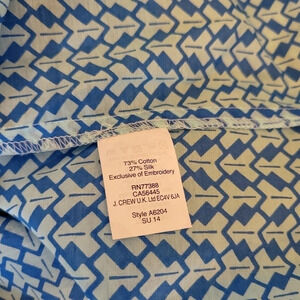 73% Cotton
27% Silk
Exclusive of Embroidery
RN77388
CA56445
J. CREW U.K. Ltd EC4V 6JA
Style A6204
SU 14